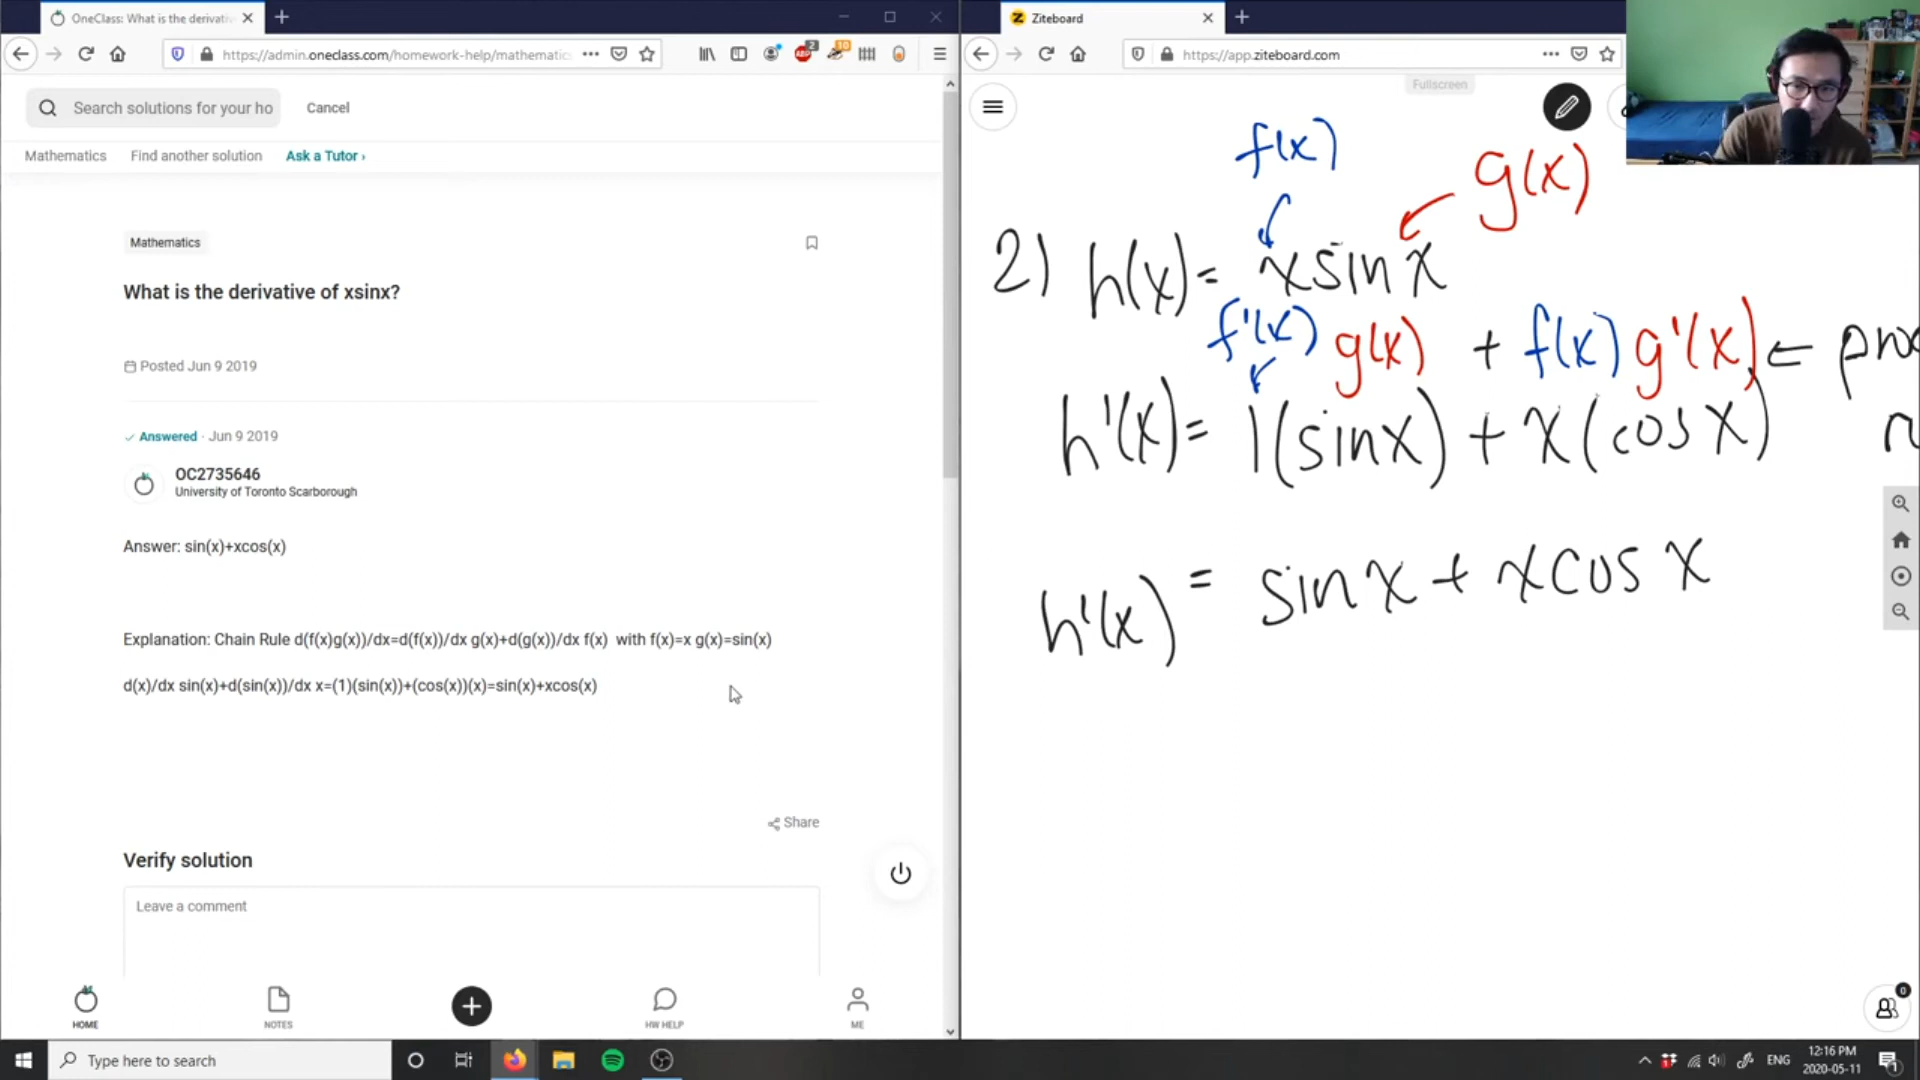 OneClass: What is the derivativ
https://admin.oneclass.com/homework-help/mathematics
Search solutions for your ho
Cancel
Mathematics
Find another solution
Ask a Tutor ›
Mathematics
What is the derivative of xsinx?
Posted Jun 9 2019
Answered · Jun 9 2019
OC2735646
University of Toronto Scarborough
Answer: sin(x)+xcos(x)
Explanation: Chain Rule d(f(x)g(x))/dx=d(f(x))/dx g(x)+d(g(x))/dx f(x) with f(x)=x g(x)=sin(x)
d(x)/dx sin(x)+d(sin(x))/dx x=(1)(sin(x))+(cos(x))(x)=sin(x)+xcos(x)
Share
Verify solution
Leave a comment
HOME
NOTES
HW HELP
ME
Ziteboard
https://app.ziteboard.com
Fullscreen
f(x)
g(x)
2) h(x) = x sin x
f'(x) g(x) + f(x) g'(x) ←
h'(x) = 1(sinx) + x(cos x)
h'(x) = sin x + x cos x
0
Type here to search
ENG
12:16 PM
2020-05-11